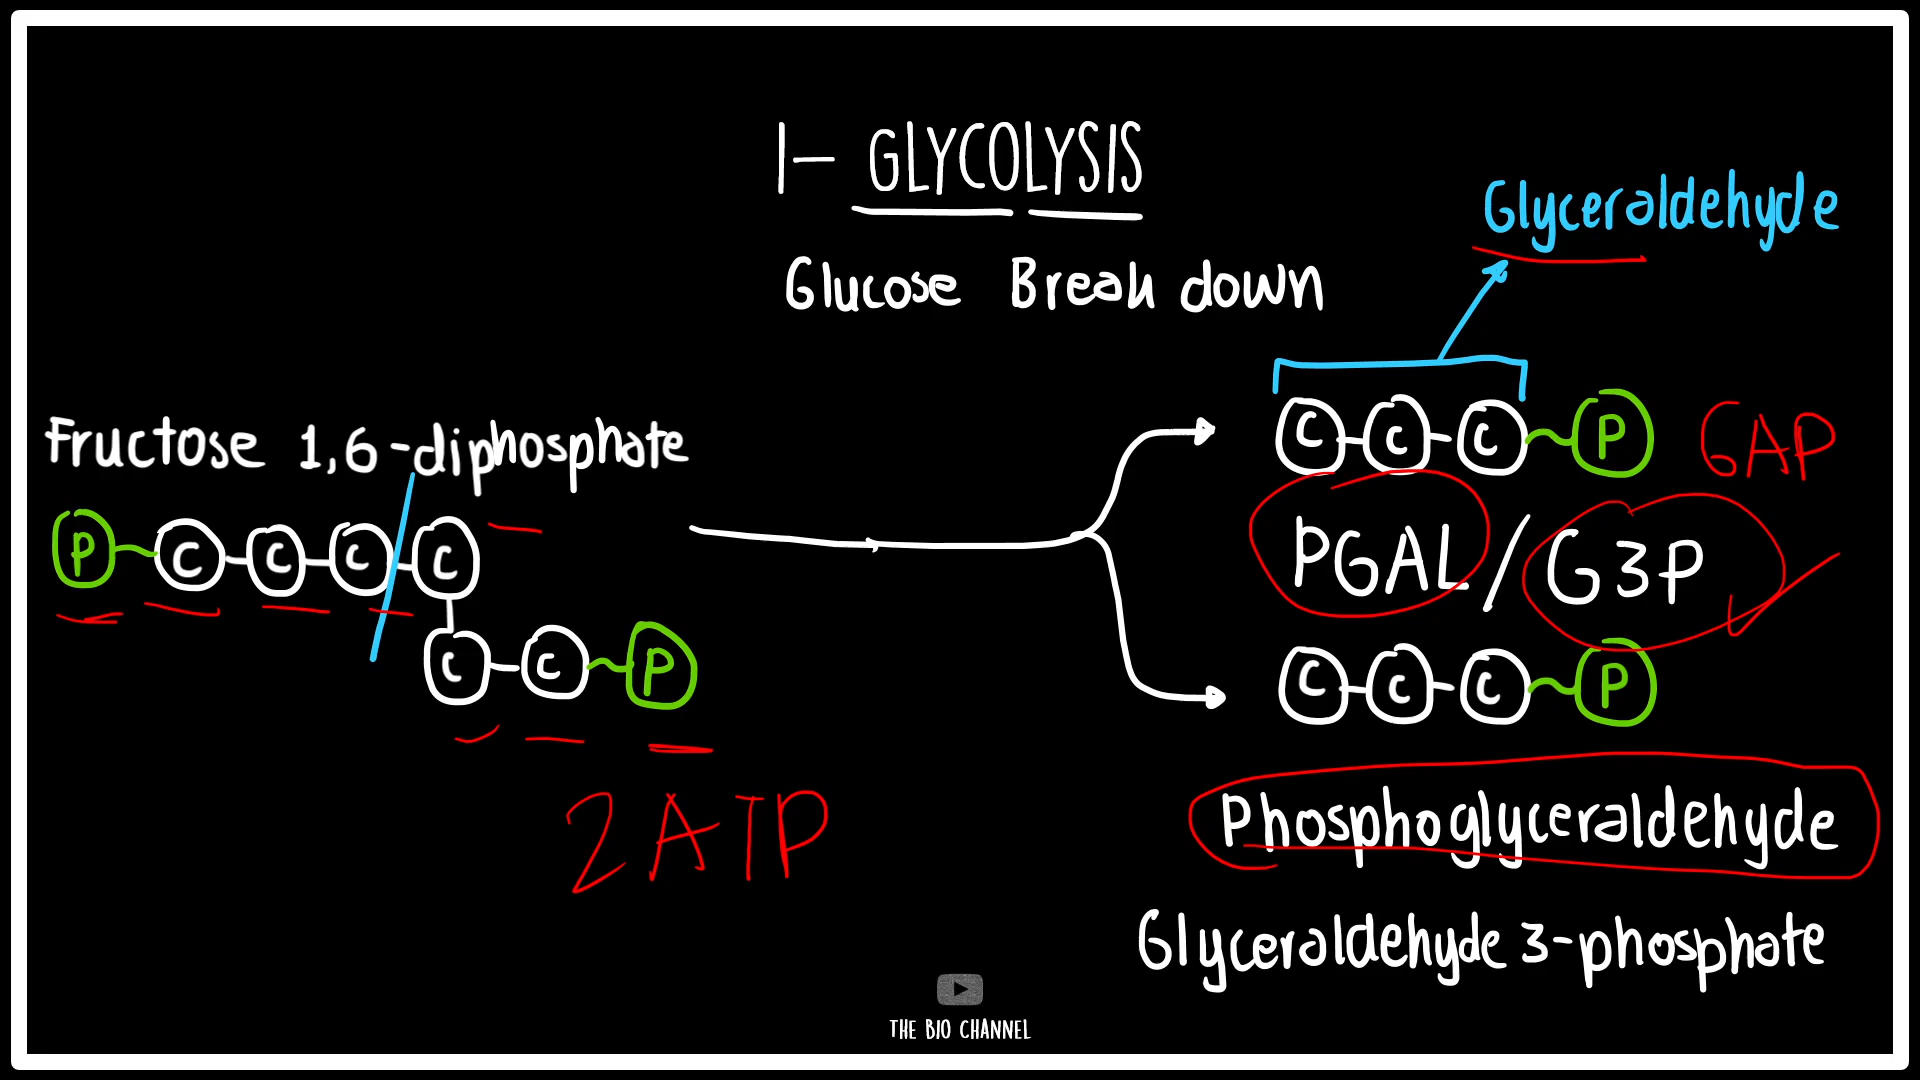 1- GLYCOLYSIS
Glucose Break down
Glyceraldehyde
Fructose 1,6-diphosphate
P C C C C
C C P
2ATP
C C C P GAP
PGAL/G3P
C C C P
Phosphoglyceraldehyde
Glyceraldehyde 3-phosphate
THE BIO CHANNEL